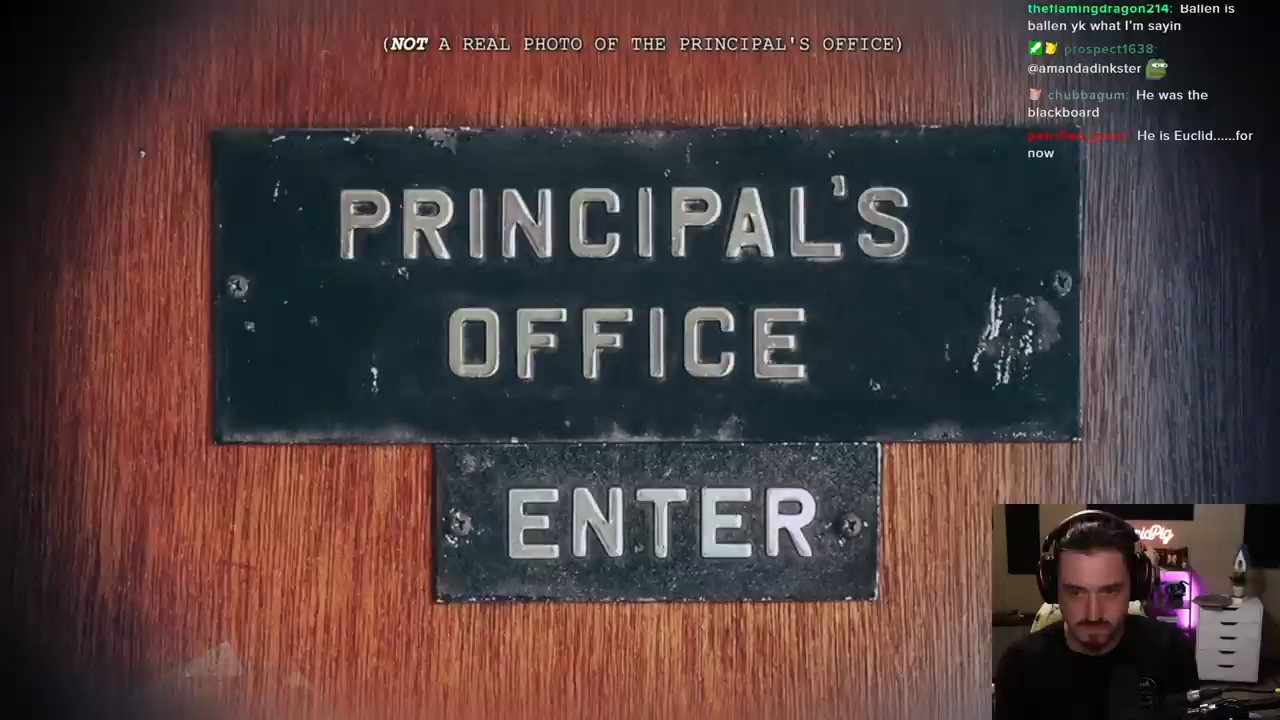 (NOT A REAL PHOTO OF THE PRINCIPAL'S OFFICE)
PRINCIPAL'S
OFFICE
ENTER
theflamingdragon214: Ballen is
ballen yk what I'm sayin
prospect1638:
@amandadinkster
chubbagum: He was the
blackboard
He is Euclid......for
now